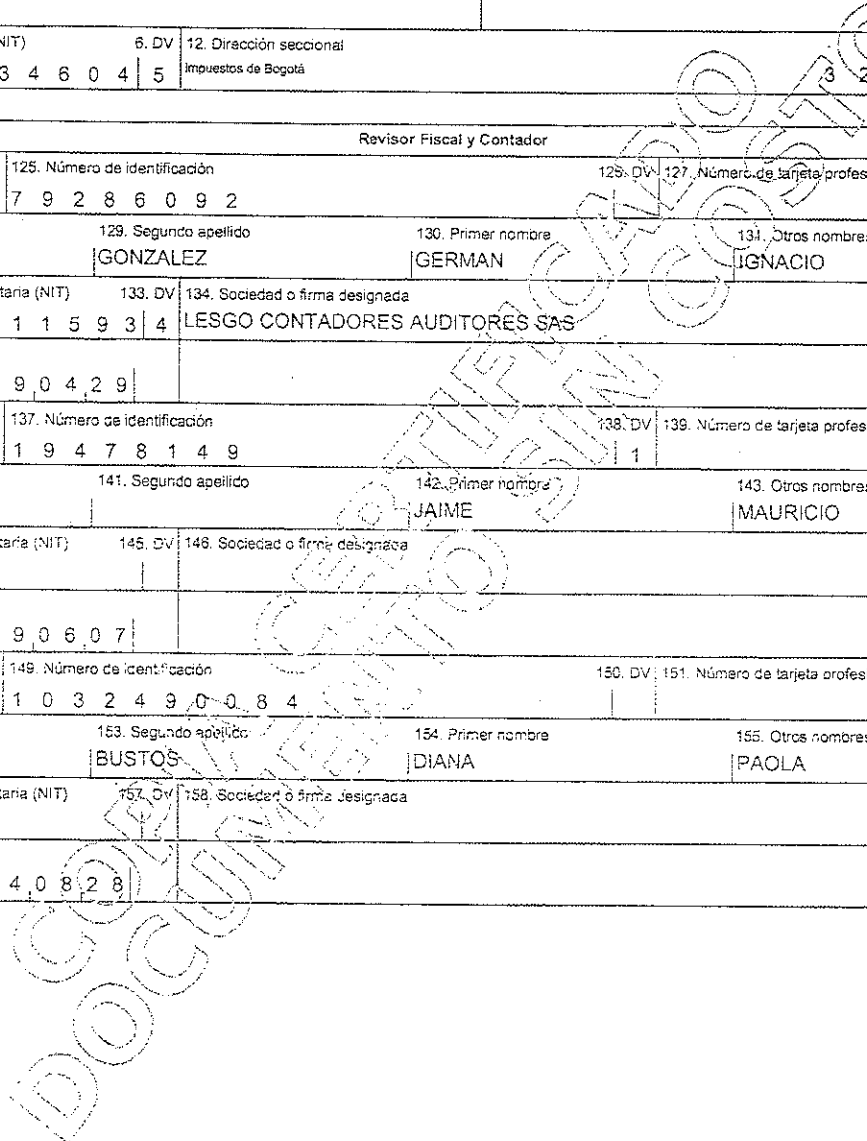 NIT) 6. DV 12. Dirección seccional
3 4 6 0 4 5 Impuestos de Bogotá 3 2
Revisor Fiscal y Contador
125. Número de identificación 126. DV 127. Número de tarjeta profes
7 9 2 8 6 0 9 2
129. Segundo apellido 130. Primer nombre 131. Otros nombres
GONZALEZ GERMAN IGNACIO
taria (NIT) 133. DV 134. Sociedad o firma designada
1 1 5 9 3 4 LESGO CONTADORES AUDITORES SAS
9 0 4 2 9
137. Número de identificación 138. DV 139. Número de tarjeta profes
1 9 4 7 8 1 4 9 1
141. Segundo apellido 142. Primer nombre 143. Otros nombres
JAIME MAURICIO
taria (NIT) 145. DV 146. Sociedad o firma designada
9 0 6 0 7
149. Número de identificación 150. DV 151. Número de tarjeta profes
1 0 3 2 4 9 0 0 8 4
153. Segundo apellido 154. Primer nombre 155. Otros nombres
BUSTOS DIANA PAOLA
taria (NIT) 157. DV 158. Sociedad o firma designada
4 0 8 2 8
COPIA CERTIFICADO
DOCUMENTO SIN COSTO